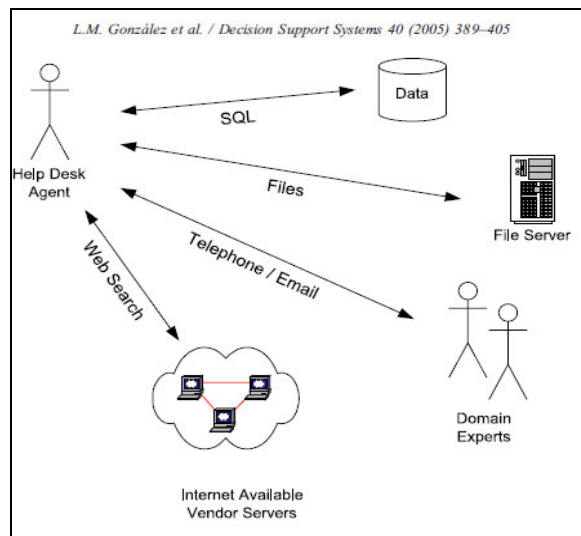 L.M. González et al. / Decision Support Systems 40 (2005) 389–405
Data
SQL
Help Desk
Agent
Files
File Server
Telephone / Email
Web Search
Domain
Experts
Internet Available
Vendor Servers